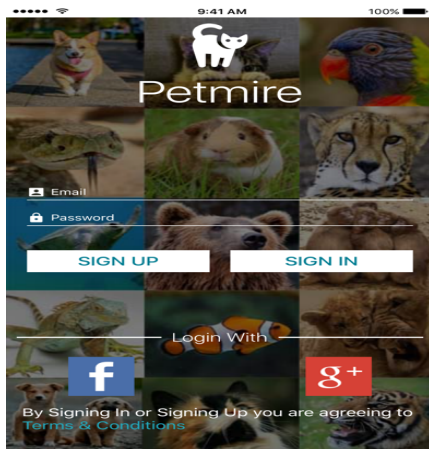 9:41 AM 100%
Petmire
Email
Password
SIGN UP SIGN IN
Login With
f g+
By Signing In or Signing Up you are agreeing to
Terms & Conditions